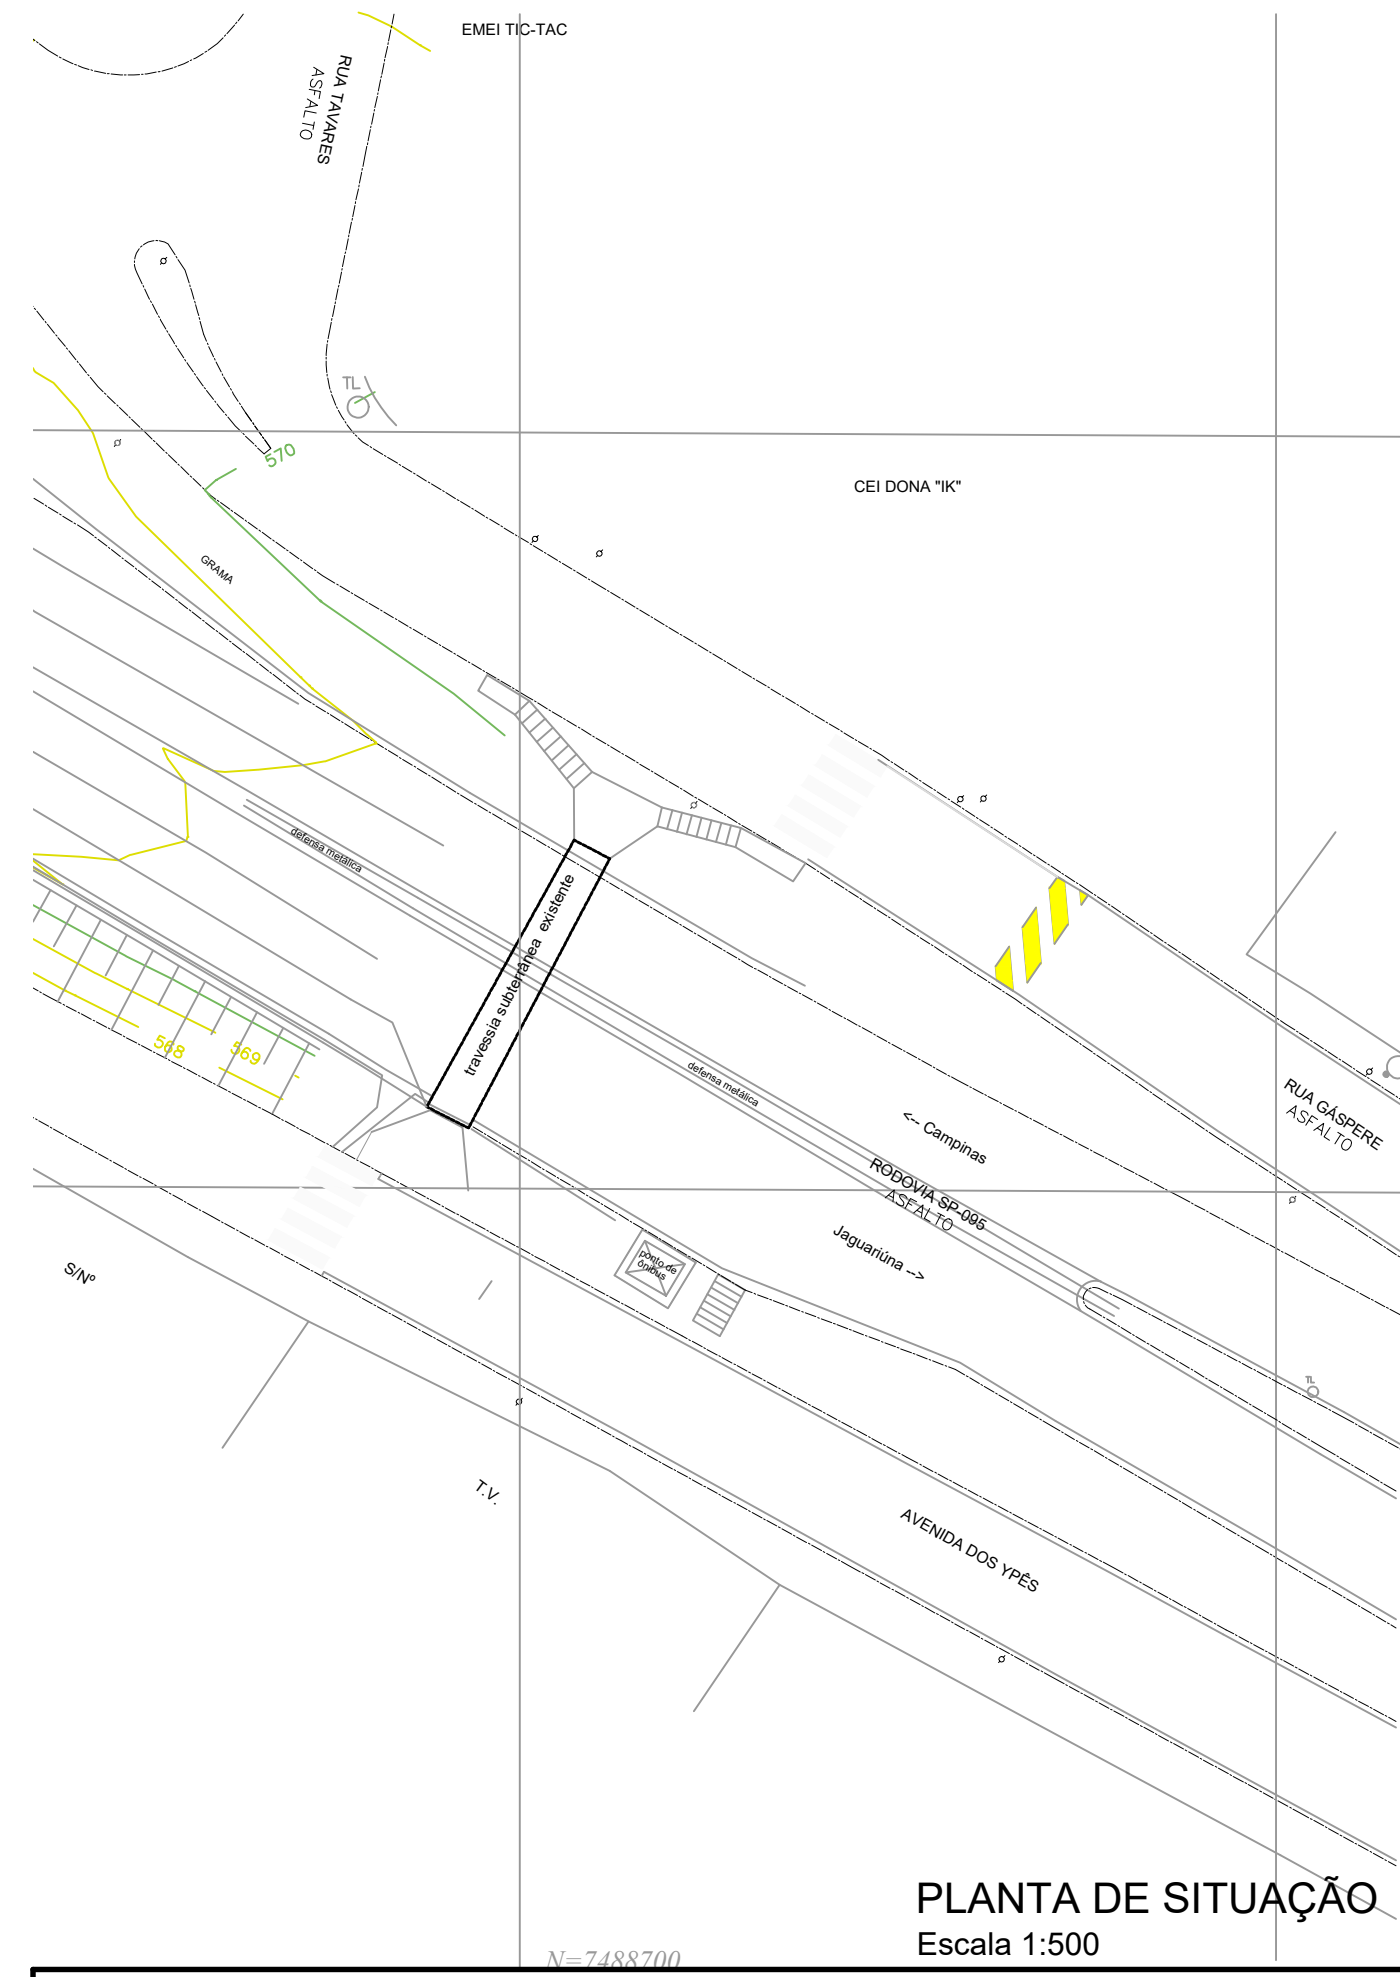 EMEI TIC-TAC
RUA TAVARES
ASFALTO
TL
570
CEI DONA "IK"
GRAMA
defensa metálica
travessia subterrânea existente
568
569
defensa metálica
<-- Campinas
RUA GÁSPERE
ASFALTO
RODOVIA SP-095
ASFALTO
Jaguariúna -->
S/Nº
ponto de
ônibus
TL
T.V.
AVENIDA DOS YPÊS
PLANTA DE SITUAÇÃO
Escala 1:500
N=7488700